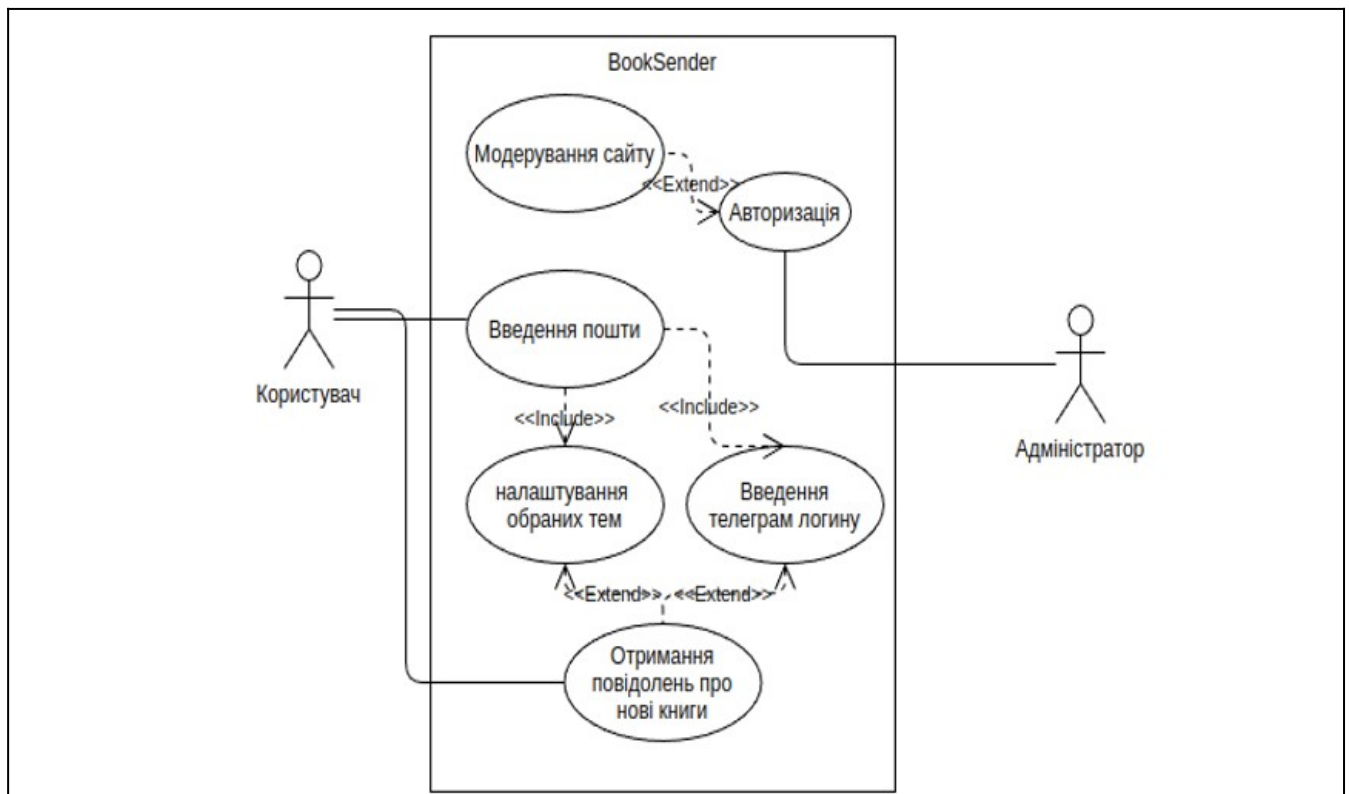 BookSender
Модерування сайту
<<Extend>>
Авторизація
Введення пошти
Користувач
<<Include>>
<<Include>>
Адміністратор
налаштування
обраних тем
Введення
телеграм логину
<<Extend>>
<<Extend>>
Отримання
повідолень про
нові книги